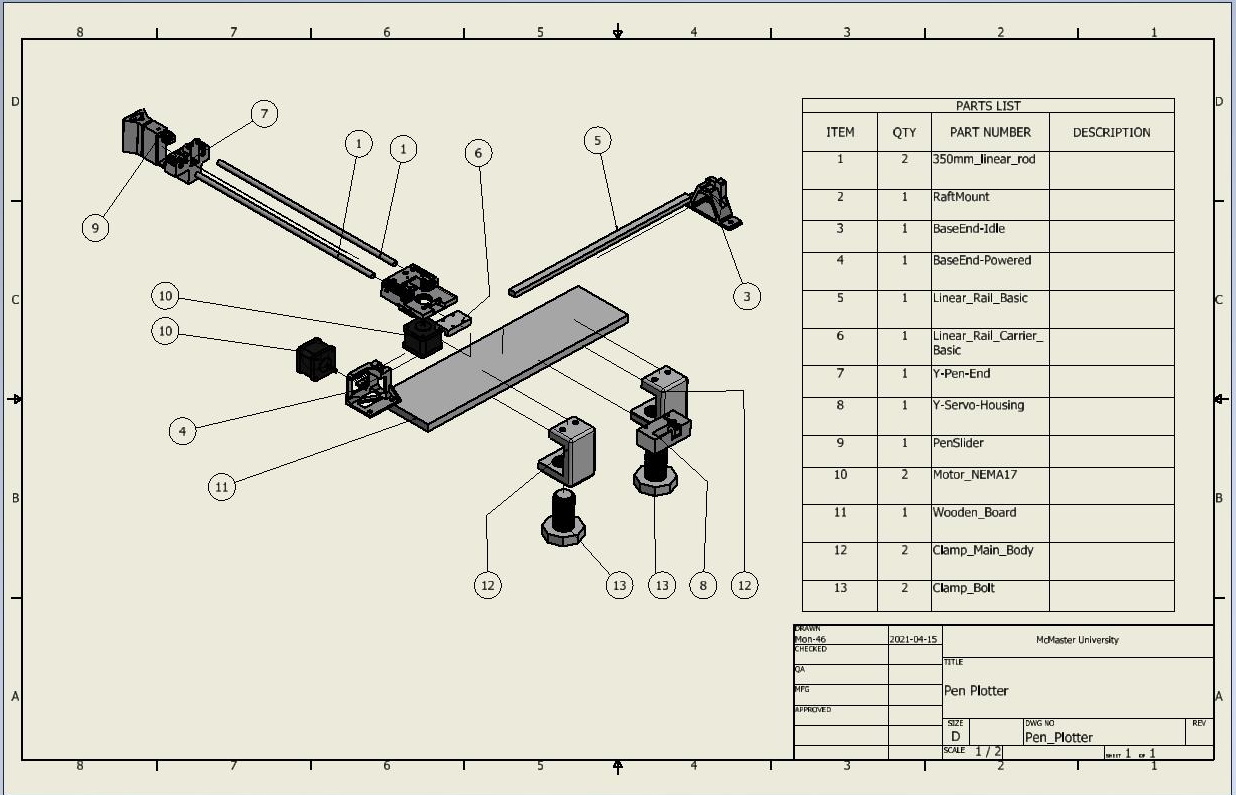 8 7 6 5 4 3 2 1
D D
7
1 1 6 5
9
10 3
C C
10
4
11
B B
12 13 13 8 12
A A
PARTS LIST
ITEM QTY PART NUMBER DESCRIPTION
1 2 350mm_linear_rod
2 1 RaftMount
3 1 BaseEnd-Idle
4 1 BaseEnd-Powered
5 1 Linear_Rail_Basic
6 1 Linear_Rail_Carrier_
Basic
7 1 Y-Pen-End
8 1 Y-Servo-Housing
9 1 PenSlider
10 2 Motor_NEMA17
11 1 Wooden_Board
12 2 Clamp_Main_Body
13 2 Clamp_Bolt
DRAWN
Mon-46 2021-04-15
CHECKED
QA
MFG
APPROVED
McMaster University
TITLE
Pen Plotter
SIZE DWG NO REV
D Pen_Plotter
SCALE 1 / 2 SHEET 1 OF 1
8 7 6 5 4 3 2 1